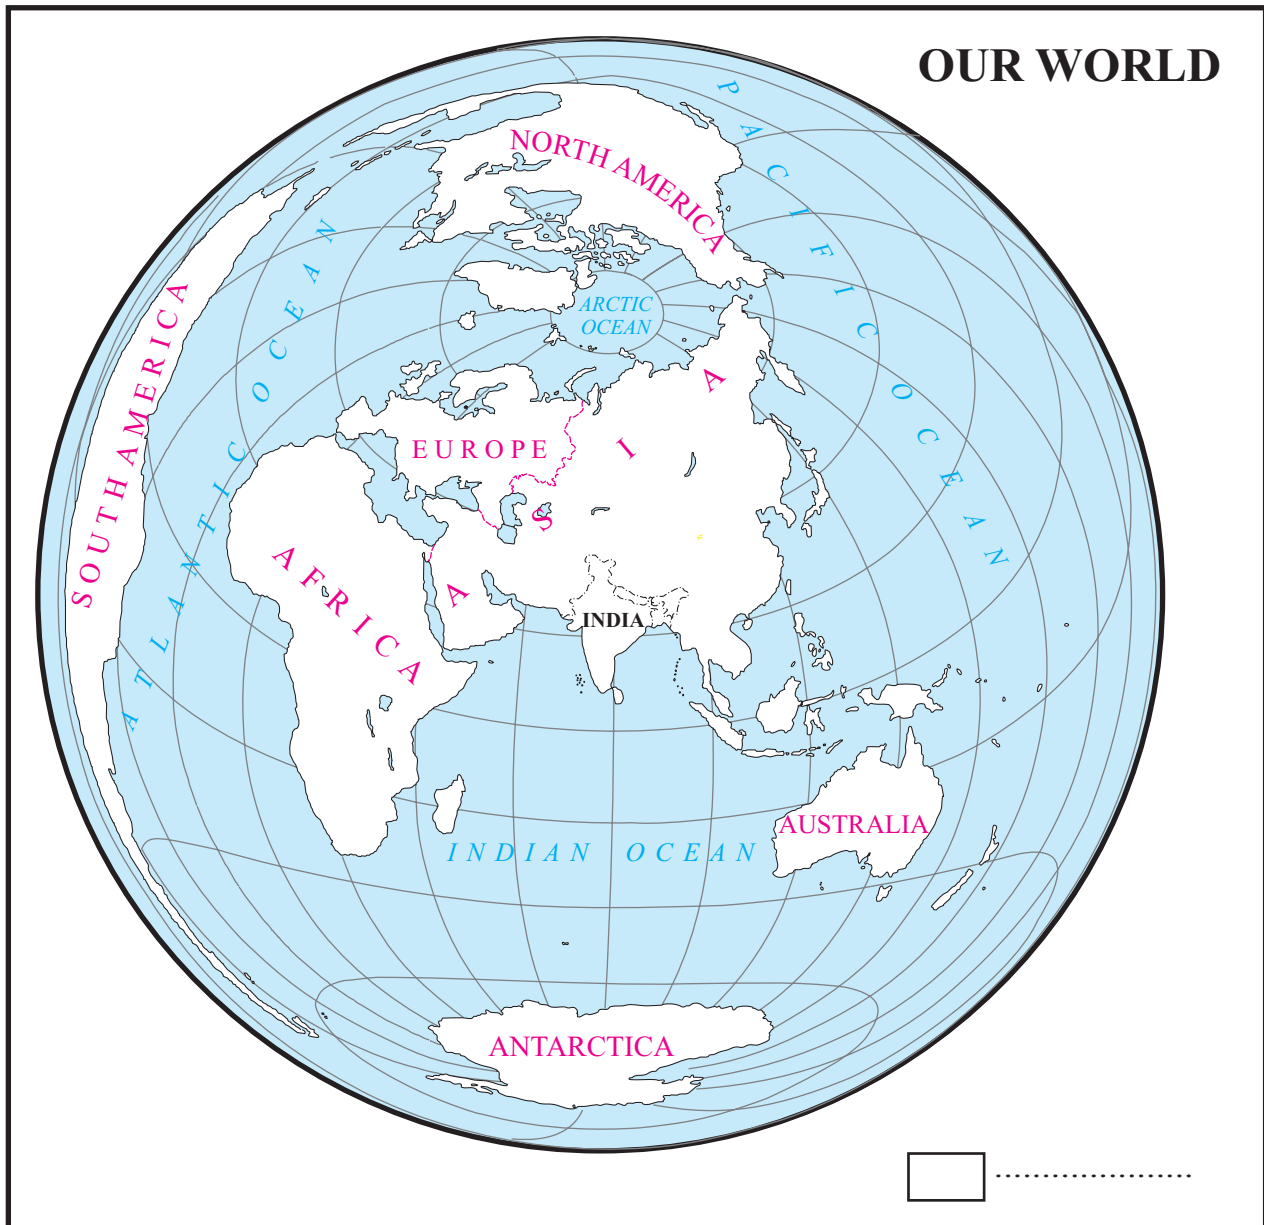 OUR WORLD
PACIFIC OCEAN
NORTH AMERICA
ATLANTIC OCEAN
ARCTIC
OCEAN
SOUTH AMERICA
EUROPE
ASIA
AFRICA
INDIA
AUSTRALIA
INDIAN OCEAN
ANTARCTICA